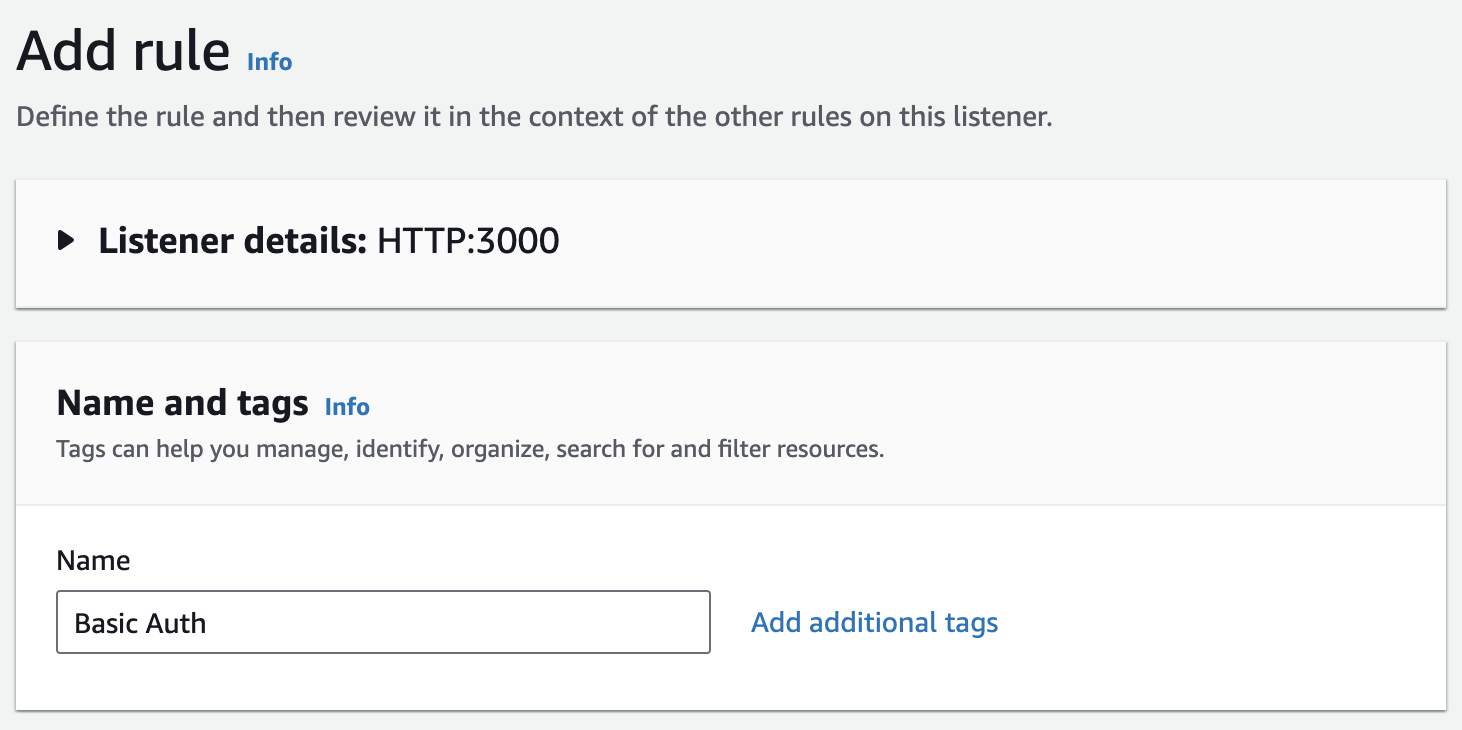 Add rule Info
Define the rule and then review it in the context of the other rules on this listener.
Listener details: HTTP:3000
Name and tags Info
Tags can help you manage, identify, organize, search for and filter resources.
Name
Basic Auth Add additional tags